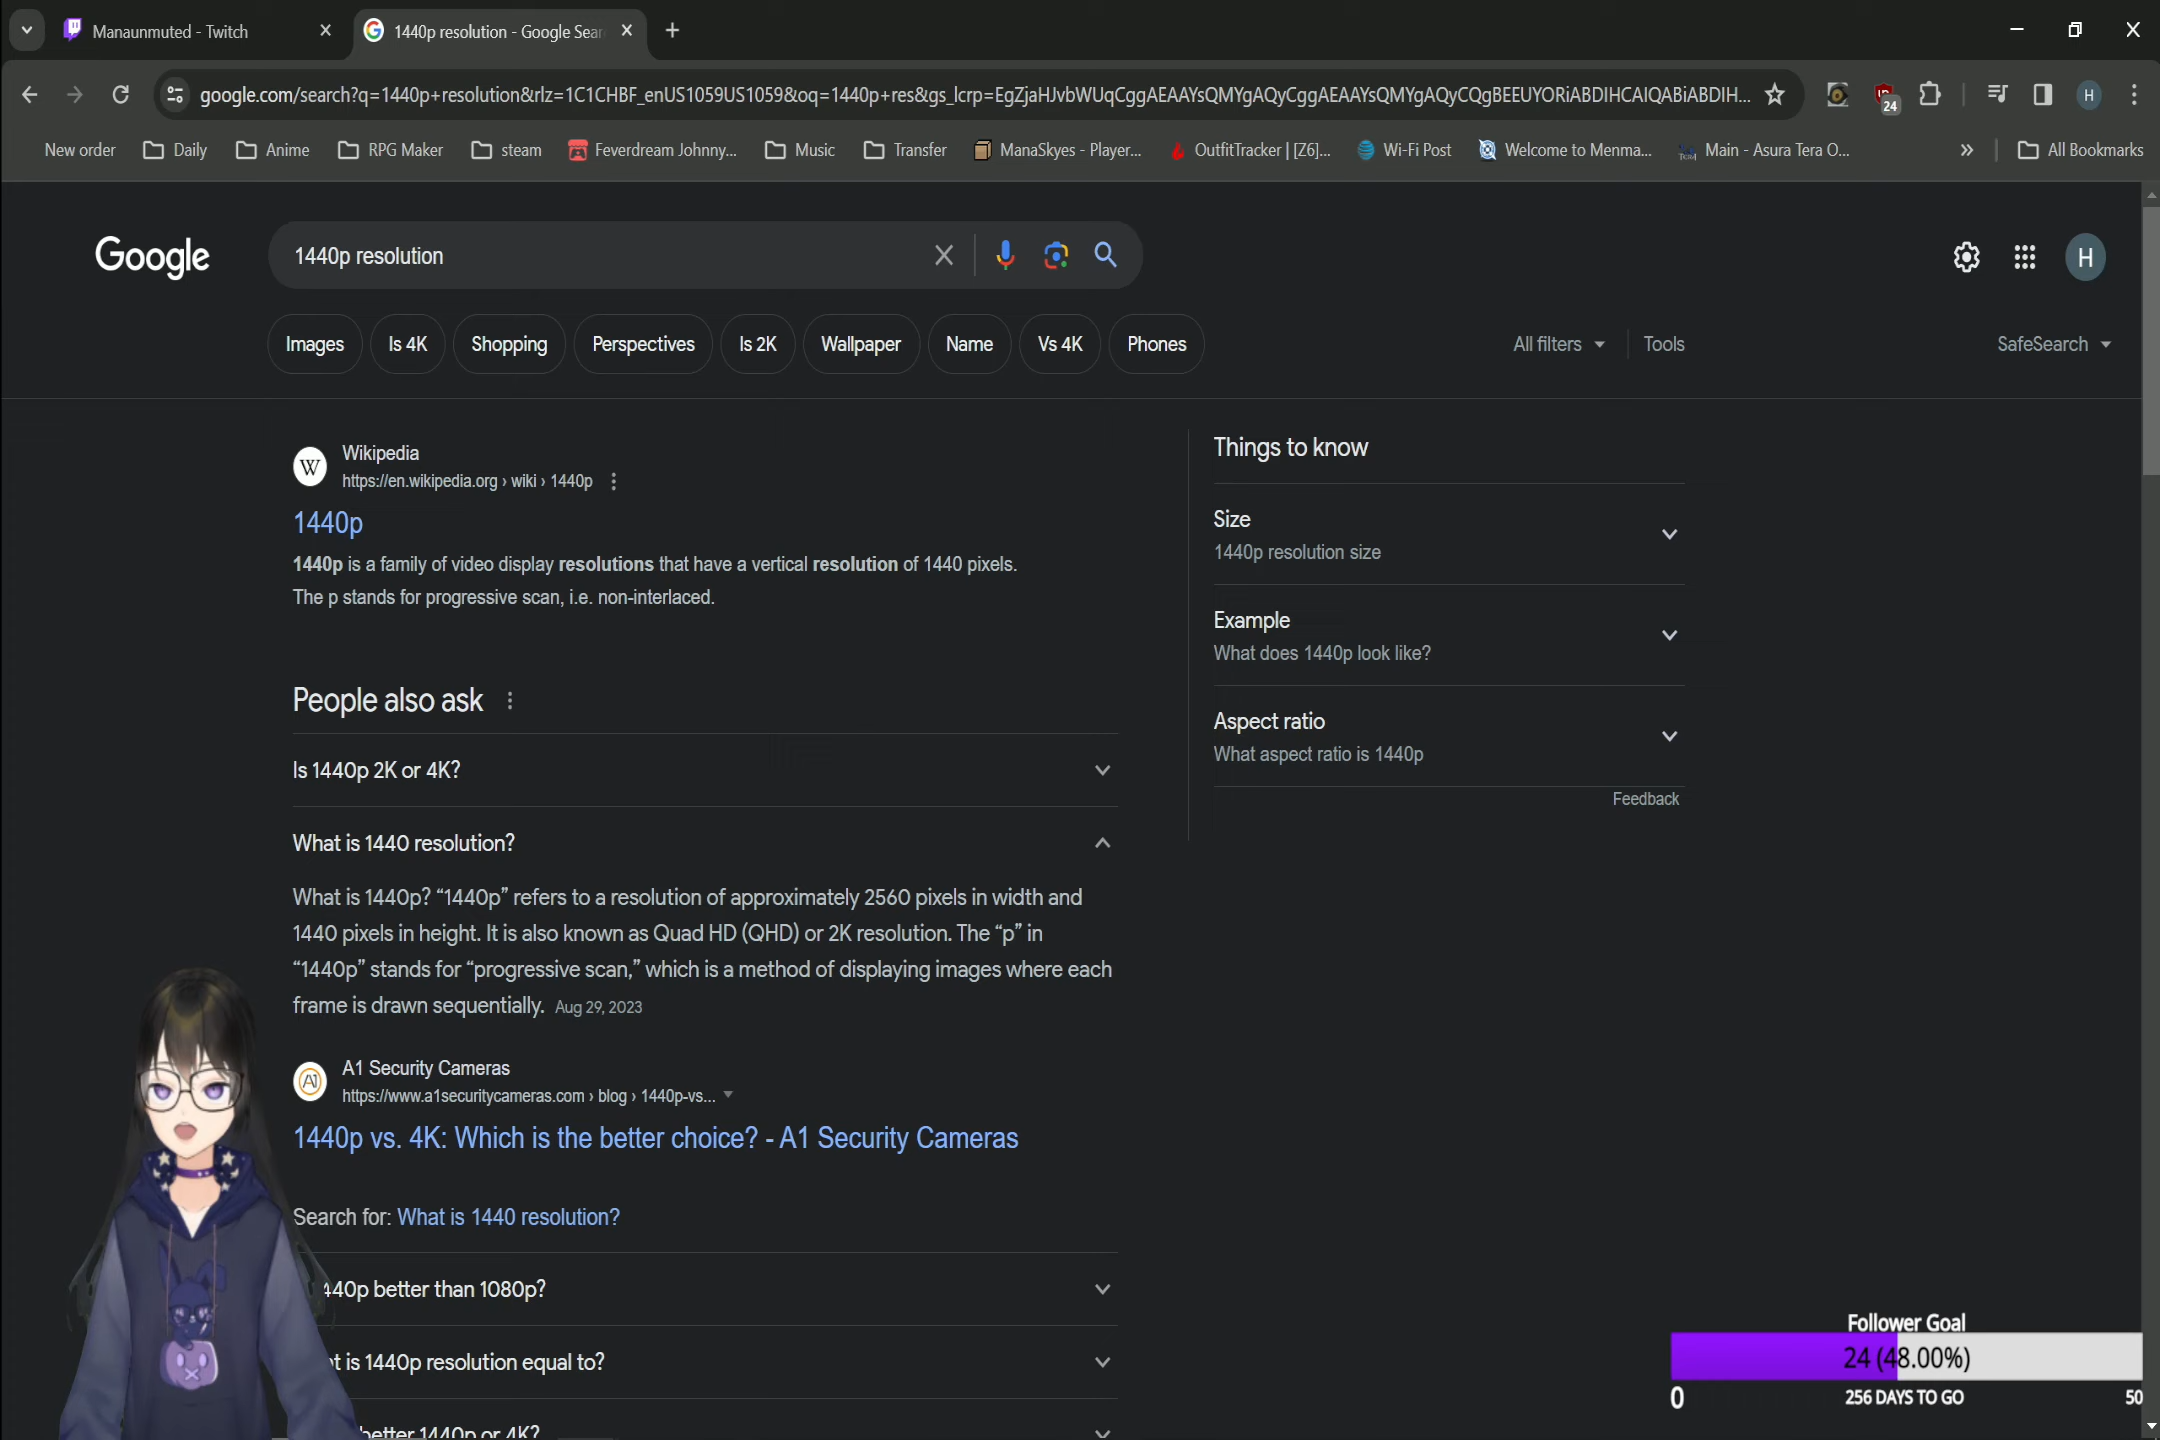 Manaunmuted - Twitch
1440p resolution - Google Sear
google.com/search?q=1440p+resolution&rlz=1C1CHBF_enUS1059US1059&oq=1440p+res&gs_lcrp=EgZjaHJvbWUqCggAEAAYsQMYgAQyCggAEAAYsQMYgAQyCQgBEEUYORiABDIHCAIQABiABDIH...
24
H
New order
Daily
Anime
RPG Maker
steam
Feverdream Johnny...
Music
Transfer
ManaSkyes - Player...
OutfitTracker | [Z6]...
Wi-Fi Post
Welcome to Menma...
Main - Asura Tera O...
All Bookmarks
Google
1440p resolution
H
Images
Is 4K
Shopping
Perspectives
Is 2K
Wallpaper
Name
Vs 4K
Phones
All filters
Tools
SafeSearch
W
Wikipedia
https://en.wikipedia.org › wiki › 1440p
1440p
1440p is a family of video display resolutions that have a vertical resolution of 1440 pixels.
The p stands for progressive scan, i.e. non-interlaced.
People also ask
Is 1440p 2K or 4K?
What is 1440 resolution?
What is 1440p? “1440p” refers to a resolution of approximately 2560 pixels in width and
1440 pixels in height. It is also known as Quad HD (QHD) or 2K resolution. The “p” in
“1440p” stands for “progressive scan,” which is a method of displaying images where each
frame is drawn sequentially. Aug 29, 2023
A1
A1 Security Cameras
https://www.a1securitycameras.com › blog › 1440p-vs...
1440p vs. 4K: Which is the better choice? - A1 Security Cameras
Search for: What is 1440 resolution?
440p better than 1080p?
t is 1440p resolution equal to?
better 1440p or 4K?
Things to know
Size
1440p resolution size
Example
What does 1440p look like?
Aspect ratio
What aspect ratio is 1440p
Feedback
Follower Goal
24 (48.00%)
0
256 DAYS TO GO
50